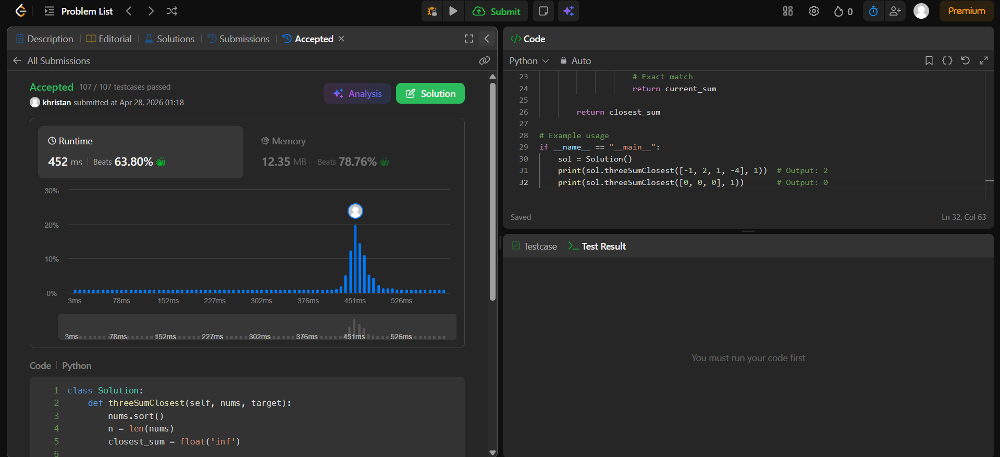 Problem List
Submit
0
Premium
Description | Editorial | Solutions | Submissions | Accepted
All Submissions
Accepted 107 / 107 testcases passed
khristan submitted at Apr 28, 2026 01:18
Analysis
Solution
Runtime
452 ms | Beats 63.80%
Memory
12.35 MB | Beats 78.76%
30%
20%
10%
0%
3ms 78ms 152ms 227ms 302ms 376ms 451ms 526ms
3ms 78ms 152ms 227ms 302ms 376ms 451ms 526ms
Code | Python
1 class Solution:
2     def threeSumClosest(self, nums, target):
3         nums.sort()
4         n = len(nums)
5         closest_sum = float('inf')
6
</> Code
Python Auto
23                 # Exact match
24                 return current_sum
25
26         return closest_sum
27
28 # Example usage
29 if __name__ == "__main__":
30     sol = Solution()
31     print(sol.threeSumClosest([-1, 2, 1, -4], 1))  # Output: 2
32     print(sol.threeSumClosest([0, 0, 0], 1))       # Output: 0
Saved
Ln 32, Col 63
Testcase | >_ Test Result
You must run your code first